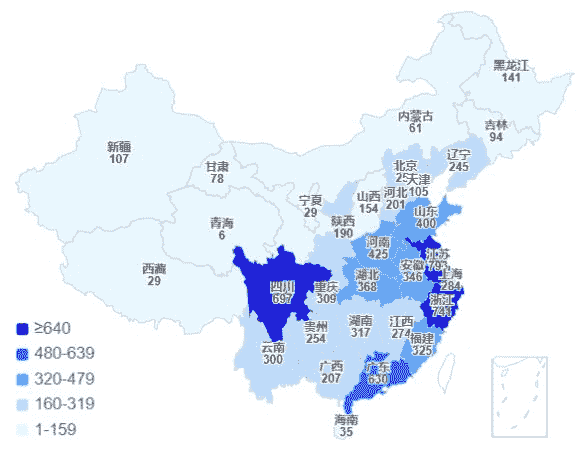 黑龙江
141
内蒙古
61
吉林
94
新疆
107
甘肃
78
辽宁
245
北京
天津
105
宁夏
29
山西
154
河北
201
山东
400
陕西
190
青海
6
河南
425
江苏
793
安徽
346
上海
284
西藏
29
四川
697
重庆
309
湖北
368
浙江
贵州
254
湖南
317
江西
274
福建
325
云南
300
广西
207
广东
630
海南
35
≥640
480-639
320-479
160-319
1-159